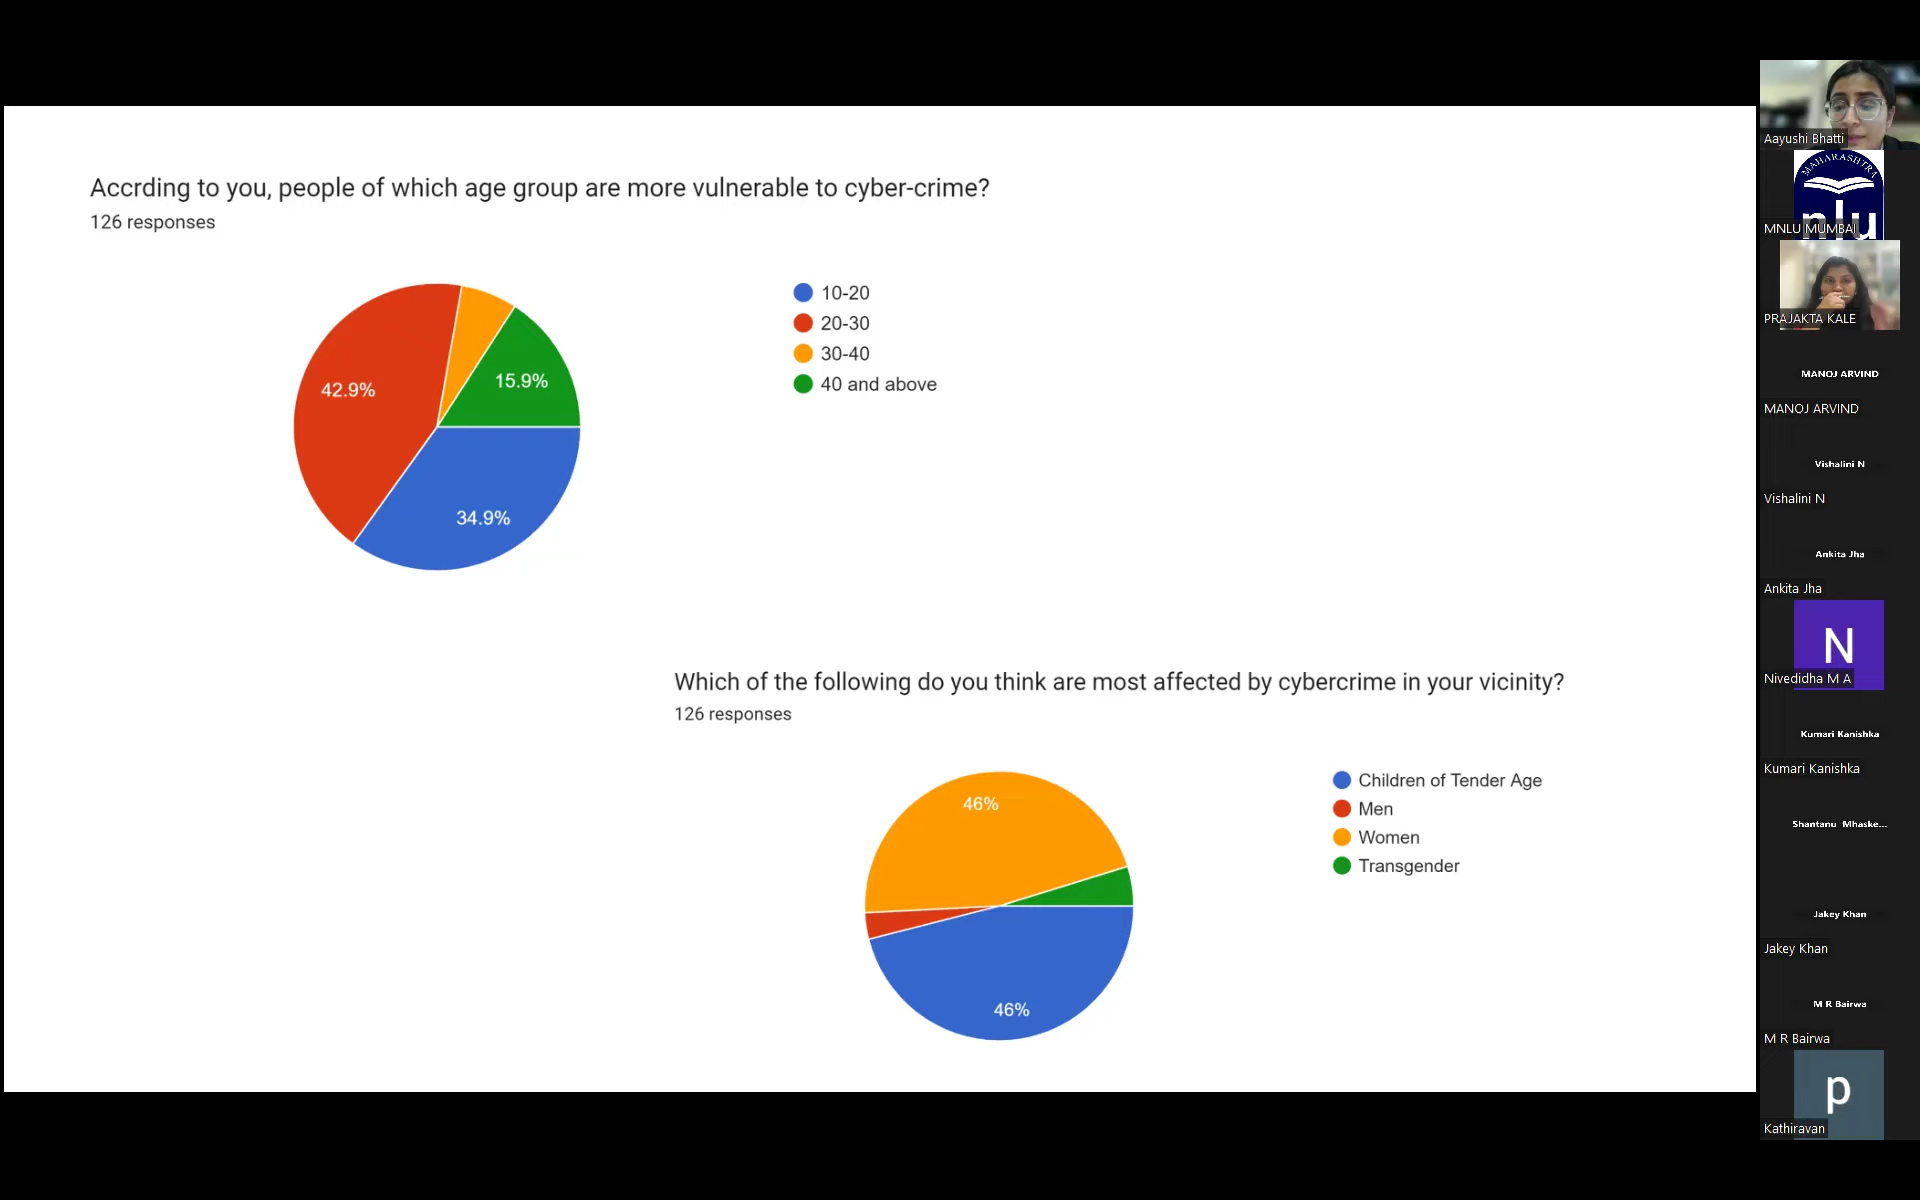 Accrding to you, people of which age group are more vulnerable to cyber-crime?
126 responses
10-20
20-30
30-40
40 and above
42.9%
15.9%
34.9%
Which of the following do you think are most affected by cybercrime in your vicinity?
126 responses
Children of Tender Age
Men
Women
Transgender
46%
46%
Aayushi Bhatti
MAHARASHTRA
nlu
MNLU MUMBAI
PRAJAKTA KALE
MANOJ ARVIND
MANOJ ARVIND
Vishalini N
Vishalini N
Ankita Jha
Ankita Jha
N
Nivedidha M A
Kumari Kanishka
Kumari Kanishka
Shantanu Mhaske...
Jakey Khan
Jakey Khan
M R Bairwa
M R Bairwa
p
Kathiravan